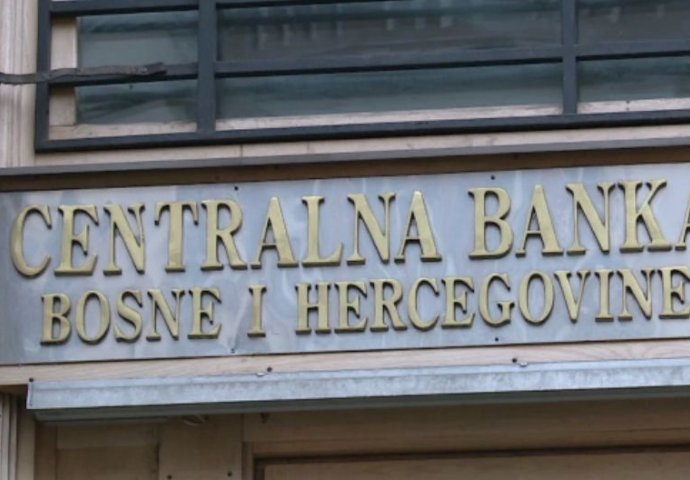 CENTRALNA BANKA
BOSNE I HERCEGOVINE